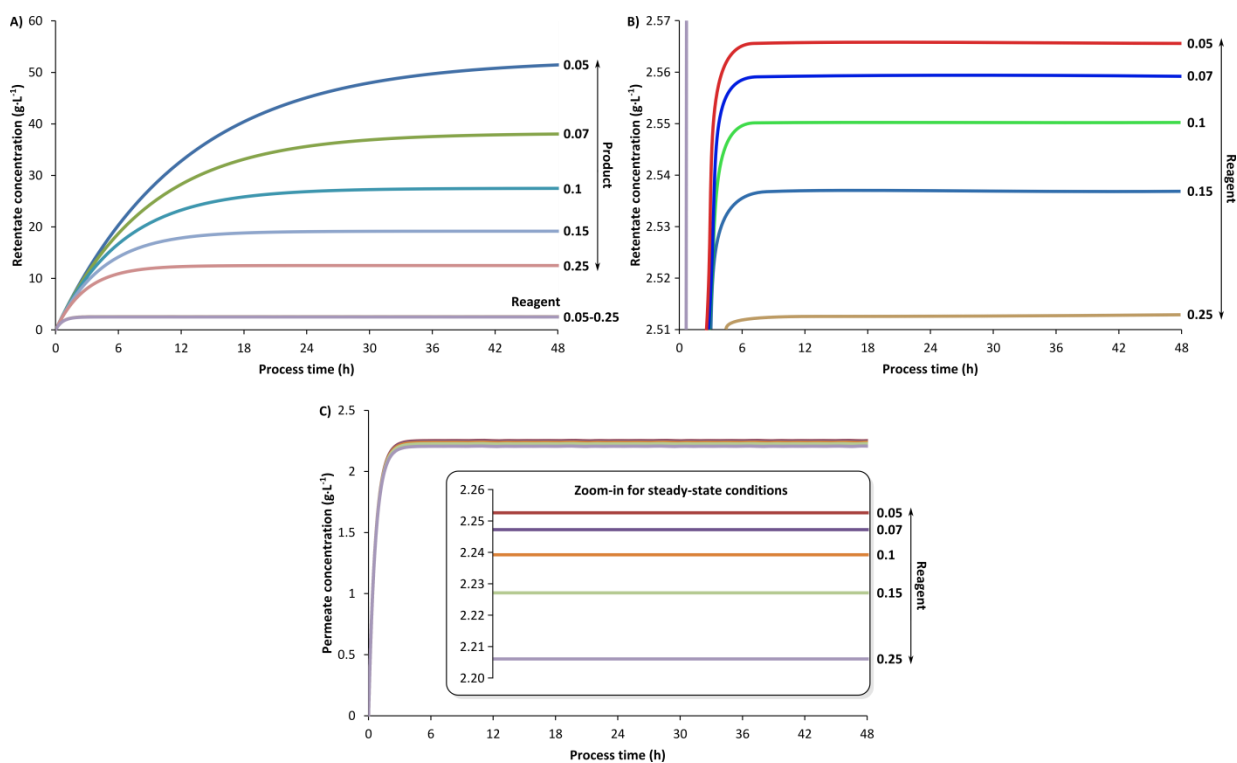 A)
Retentate concentration (g·L⁻¹)
60
50
40
30
20
10
0
0 6 12 18 24 30 36 42 48
Process time (h)
0.05
0.07
0.1
0.15
0.25
Product
Reagent
0.05-0.25
B)
Retentate concentration (g·L⁻¹)
2.57
2.56
2.55
2.54
2.53
2.52
2.51
0 6 12 18 24 30 36 42 48
Process time (h)
0.05
0.07
0.1
0.15
0.25
Reagent
C)
Permeate concentration (g·L⁻¹)
2.5
2
1.5
1
0.5
0
0 6 12 18 24 30 36 42 48
Process time (h)
Zoom-in for steady-state conditions
2.26
2.25
2.24
2.23
2.22
2.21
2.20
0.05
0.07
0.1
0.15
0.25
Reagent